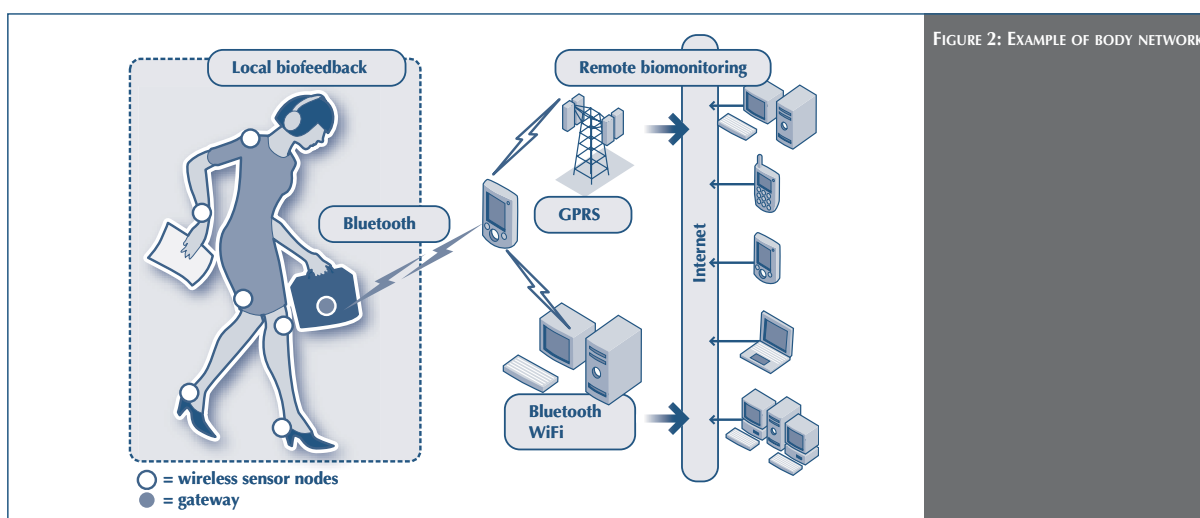 FIGURE 2: EXAMPLE OF BODY NETWORK
Local biofeedback
Remote biomonitoring
Bluetooth
GPRS
Internet
Bluetooth
WiFi
= wireless sensor nodes
= gateway